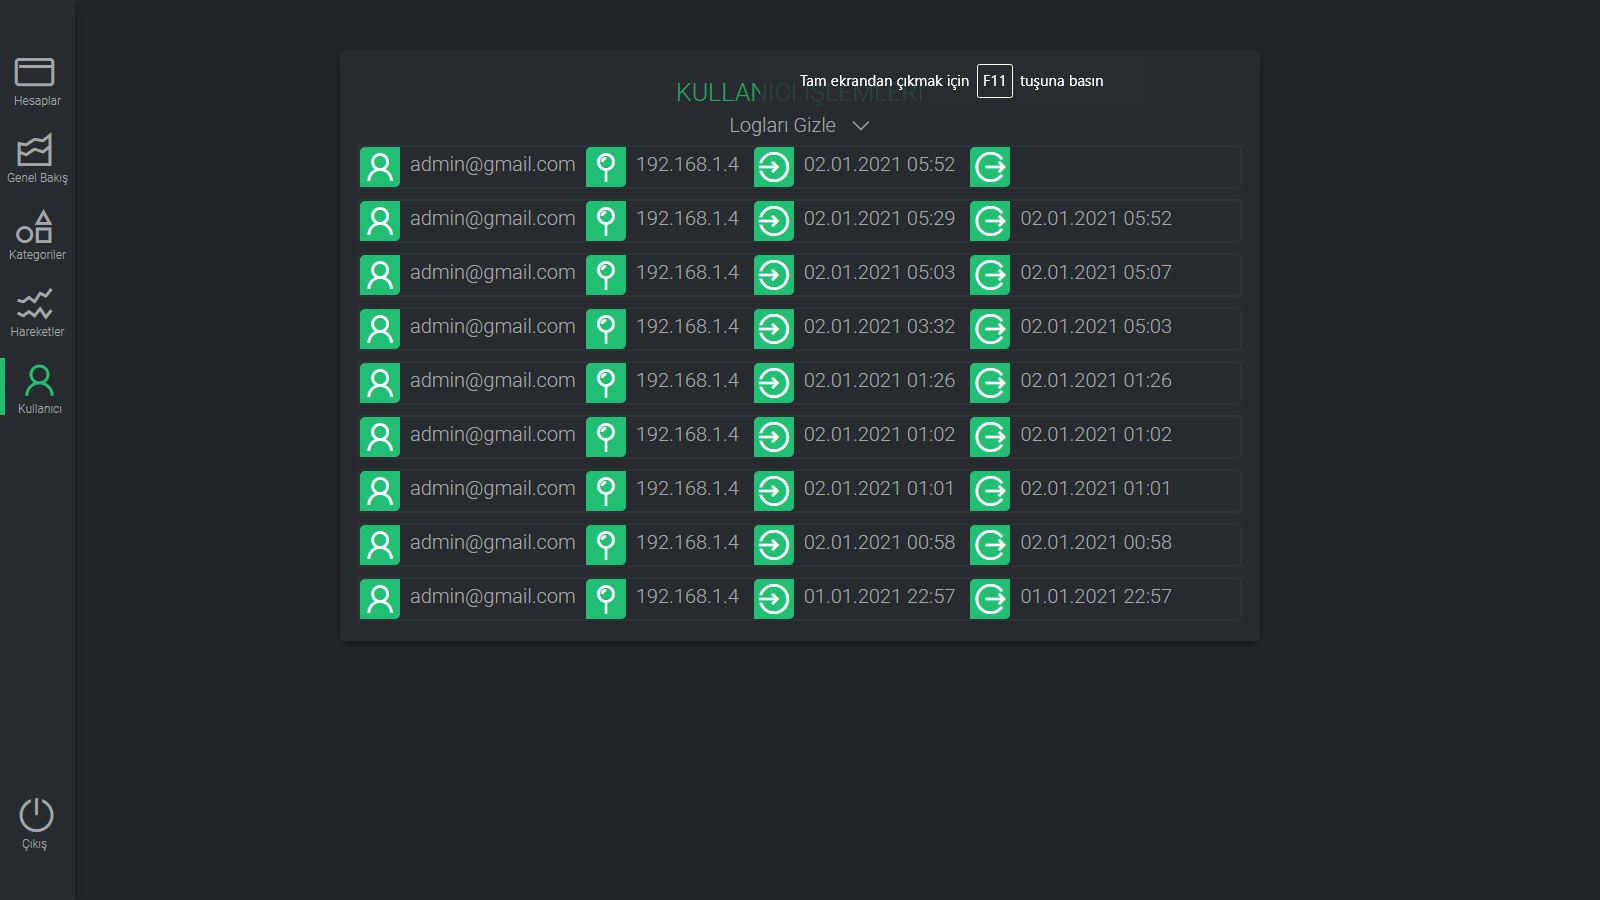 Hesaplar
Genel Bakış
Kategoriler
Hareketler
Kullanıcı
Çıkış
Tam ekrandan çıkmak için F11 tuşuna basın
KULLANICI İŞLEMLERİ
Logları Gizle
admin@gmail.com 192.168.1.4 02.01.2021 05:52
admin@gmail.com 192.168.1.4 02.01.2021 05:29 02.01.2021 05:52
admin@gmail.com 192.168.1.4 02.01.2021 05:03 02.01.2021 05:07
admin@gmail.com 192.168.1.4 02.01.2021 03:32 02.01.2021 05:03
admin@gmail.com 192.168.1.4 02.01.2021 01:26 02.01.2021 01:26
admin@gmail.com 192.168.1.4 02.01.2021 01:02 02.01.2021 01:02
admin@gmail.com 192.168.1.4 02.01.2021 01:01 02.01.2021 01:01
admin@gmail.com 192.168.1.4 02.01.2021 00:58 02.01.2021 00:58
admin@gmail.com 192.168.1.4 01.01.2021 22:57 01.01.2021 22:57